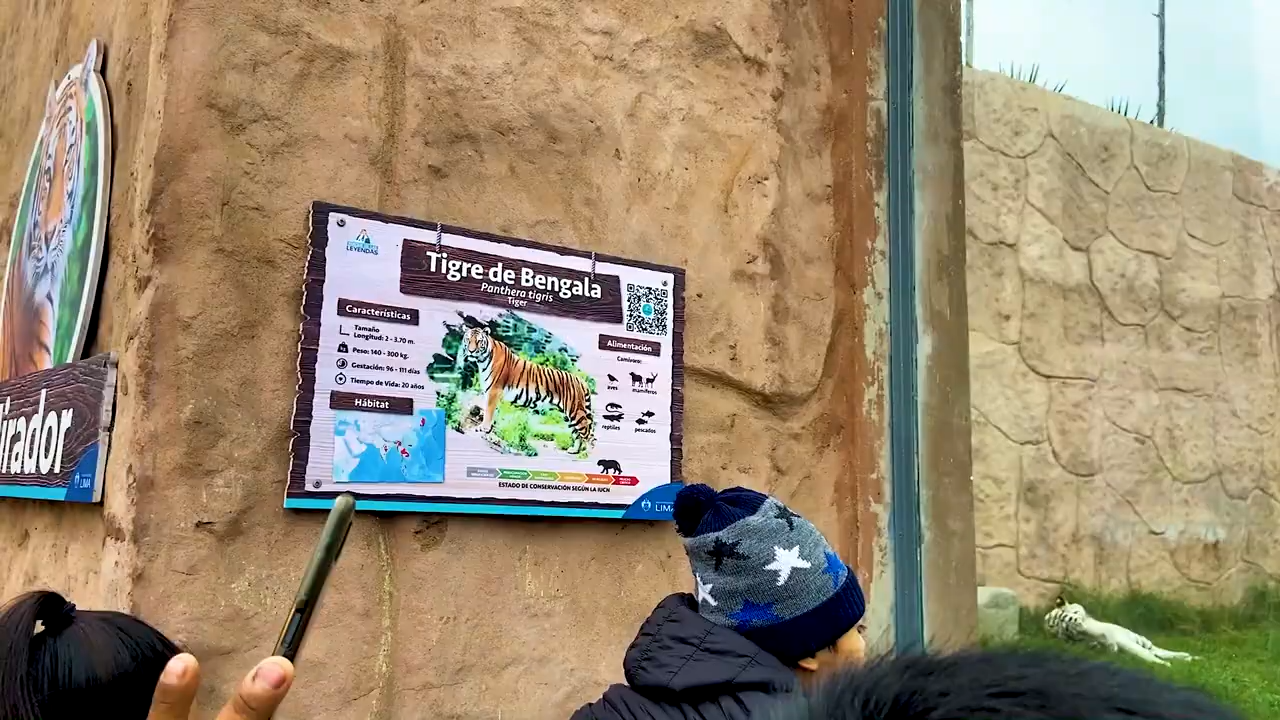 LEYENDAS
Tigre de Bengala
Panthera tigris
Tiger
Características
Tamaño
Longitud: 2 - 3.70 m.
Peso: 140 - 300 kg.
Gestación: 96 - 111 días
Tiempo de Vida: 20 años
Hábitat
Alimentación
Carnívoro:
aves
mamíferos
reptiles
pescados
ESTADO DE CONSERVACIÓN SEGÚN LA IUCN
LIMA
irador
LIMA